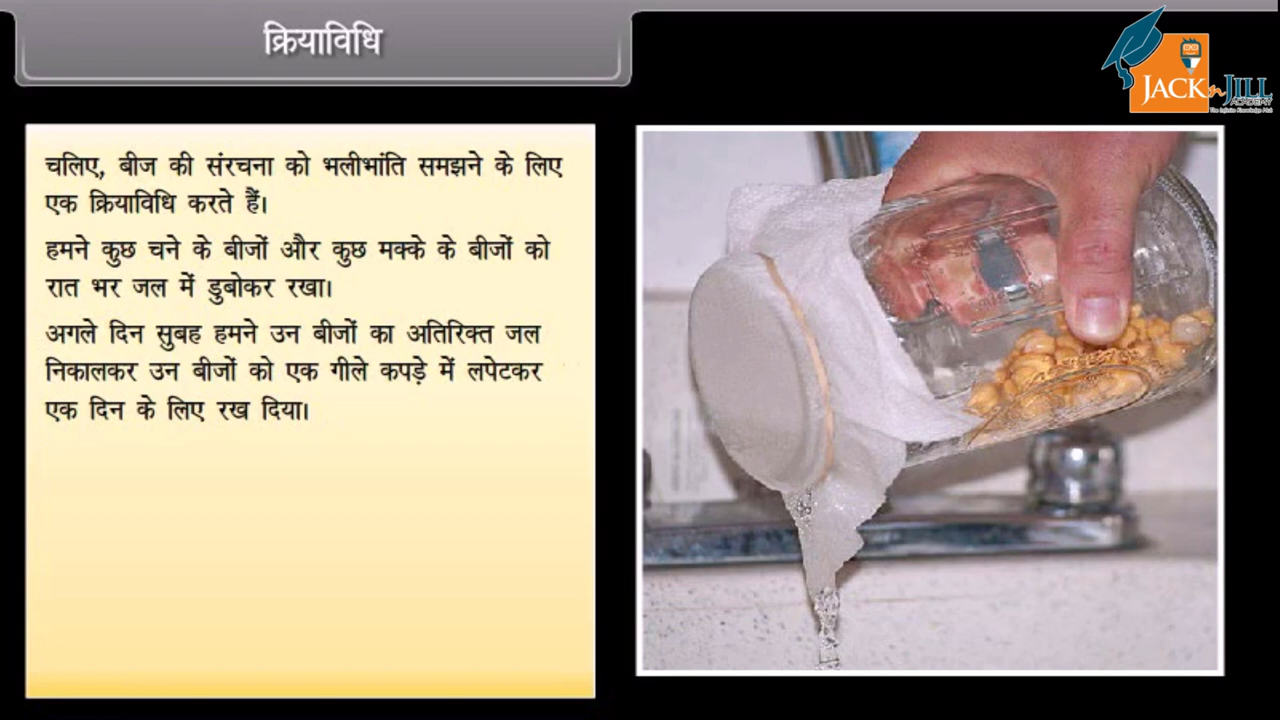 क्रियाविधि
JACK n JILL
ACADEMY
चलिए, बीज की संरचना को भलीभांति समझने के लिए
एक क्रियाविधि करते हैं।
हमने कुछ चने के बीजों और कुछ मक्के के बीजों को
रात भर जल में डुबोकर रखा।
अगले दिन सुबह हमने उन बीजों का अतिरिक्त जल
निकालकर उन बीजों को एक गीले कपड़े में लपेटकर
एक दिन के लिए रख दिया।